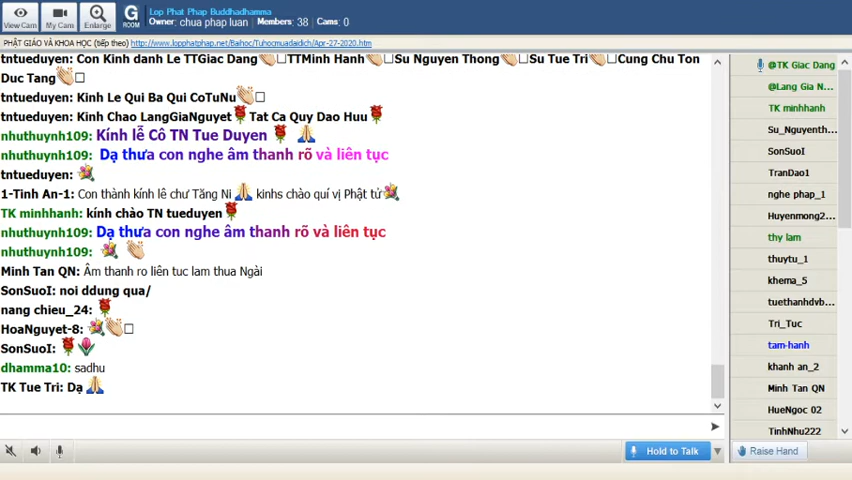 View Cam
My Cam
Enlarge
G
ROOM
Lop Phat Phap Buddhadhamma
Owner: chua phap luan Members: 38 Cams: 0
PHẬT GIÁO VÀ KHOA HỌC (tiếp theo) http://www.lopphatphap.net/Baihoc/Tuhocmuadaidich/Apr-27-2020.htm
tntueduyen: Con Kinh danh Le TTGiac Dang👏□TTMinh Hanh👏□Su Nguyen Thong👏□Su Tue Tri👏□Cung Chu Ton
Duc Tang👏□
tntueduyen: Kinh Le Qui Ba Qui CoTuNu👏□
tntueduyen: Kinh Chao LangGiaNguyet🌹Tat Ca Quy Dao Huu🌹
nhuthuynh109: Kính lễ Cô TN Tue Duyen 🌹 🙏
nhuthuynh109: Dạ thưa con nghe âm thanh rõ và liên tục
tntueduyen: 💐
1-Tinh An-1: Con thành kính lê chư Tăng Ni 🙏 kinhs chào quí vị Phật tử💐
TK minhhanh: kính chào TN tueduyen🌹
nhuthuynh109: Dạ thưa con nghe âm thanh rõ và liên tục
nhuthuynh109: 💐 👏
Minh Tan QN: Âm thanh ro liên tuc lam thua Ngài
SonSuoI: noi ddung qua/
nang chieu_24: 🌹
HoaNguyet-8: 💐👏□
SonSuoI: 🌹🌷
dhamma10: sadhu
TK Tue Tri: Dạ 🙏
Hold to Talk
@TK Giac Dang
@Lang Gia N...
TK minhhanh
Su_Nguyenth...
SonSuoI
TranDao1
nghe phap_1
Huyenmong2...
thy lam
thuytu_1
khema_5
tuethanhdvb...
Tri_Tuc
tam-hanh
khanh an_2
Minh Tan QN
HueNgoc 02
TinhNhu222
Raise Hand